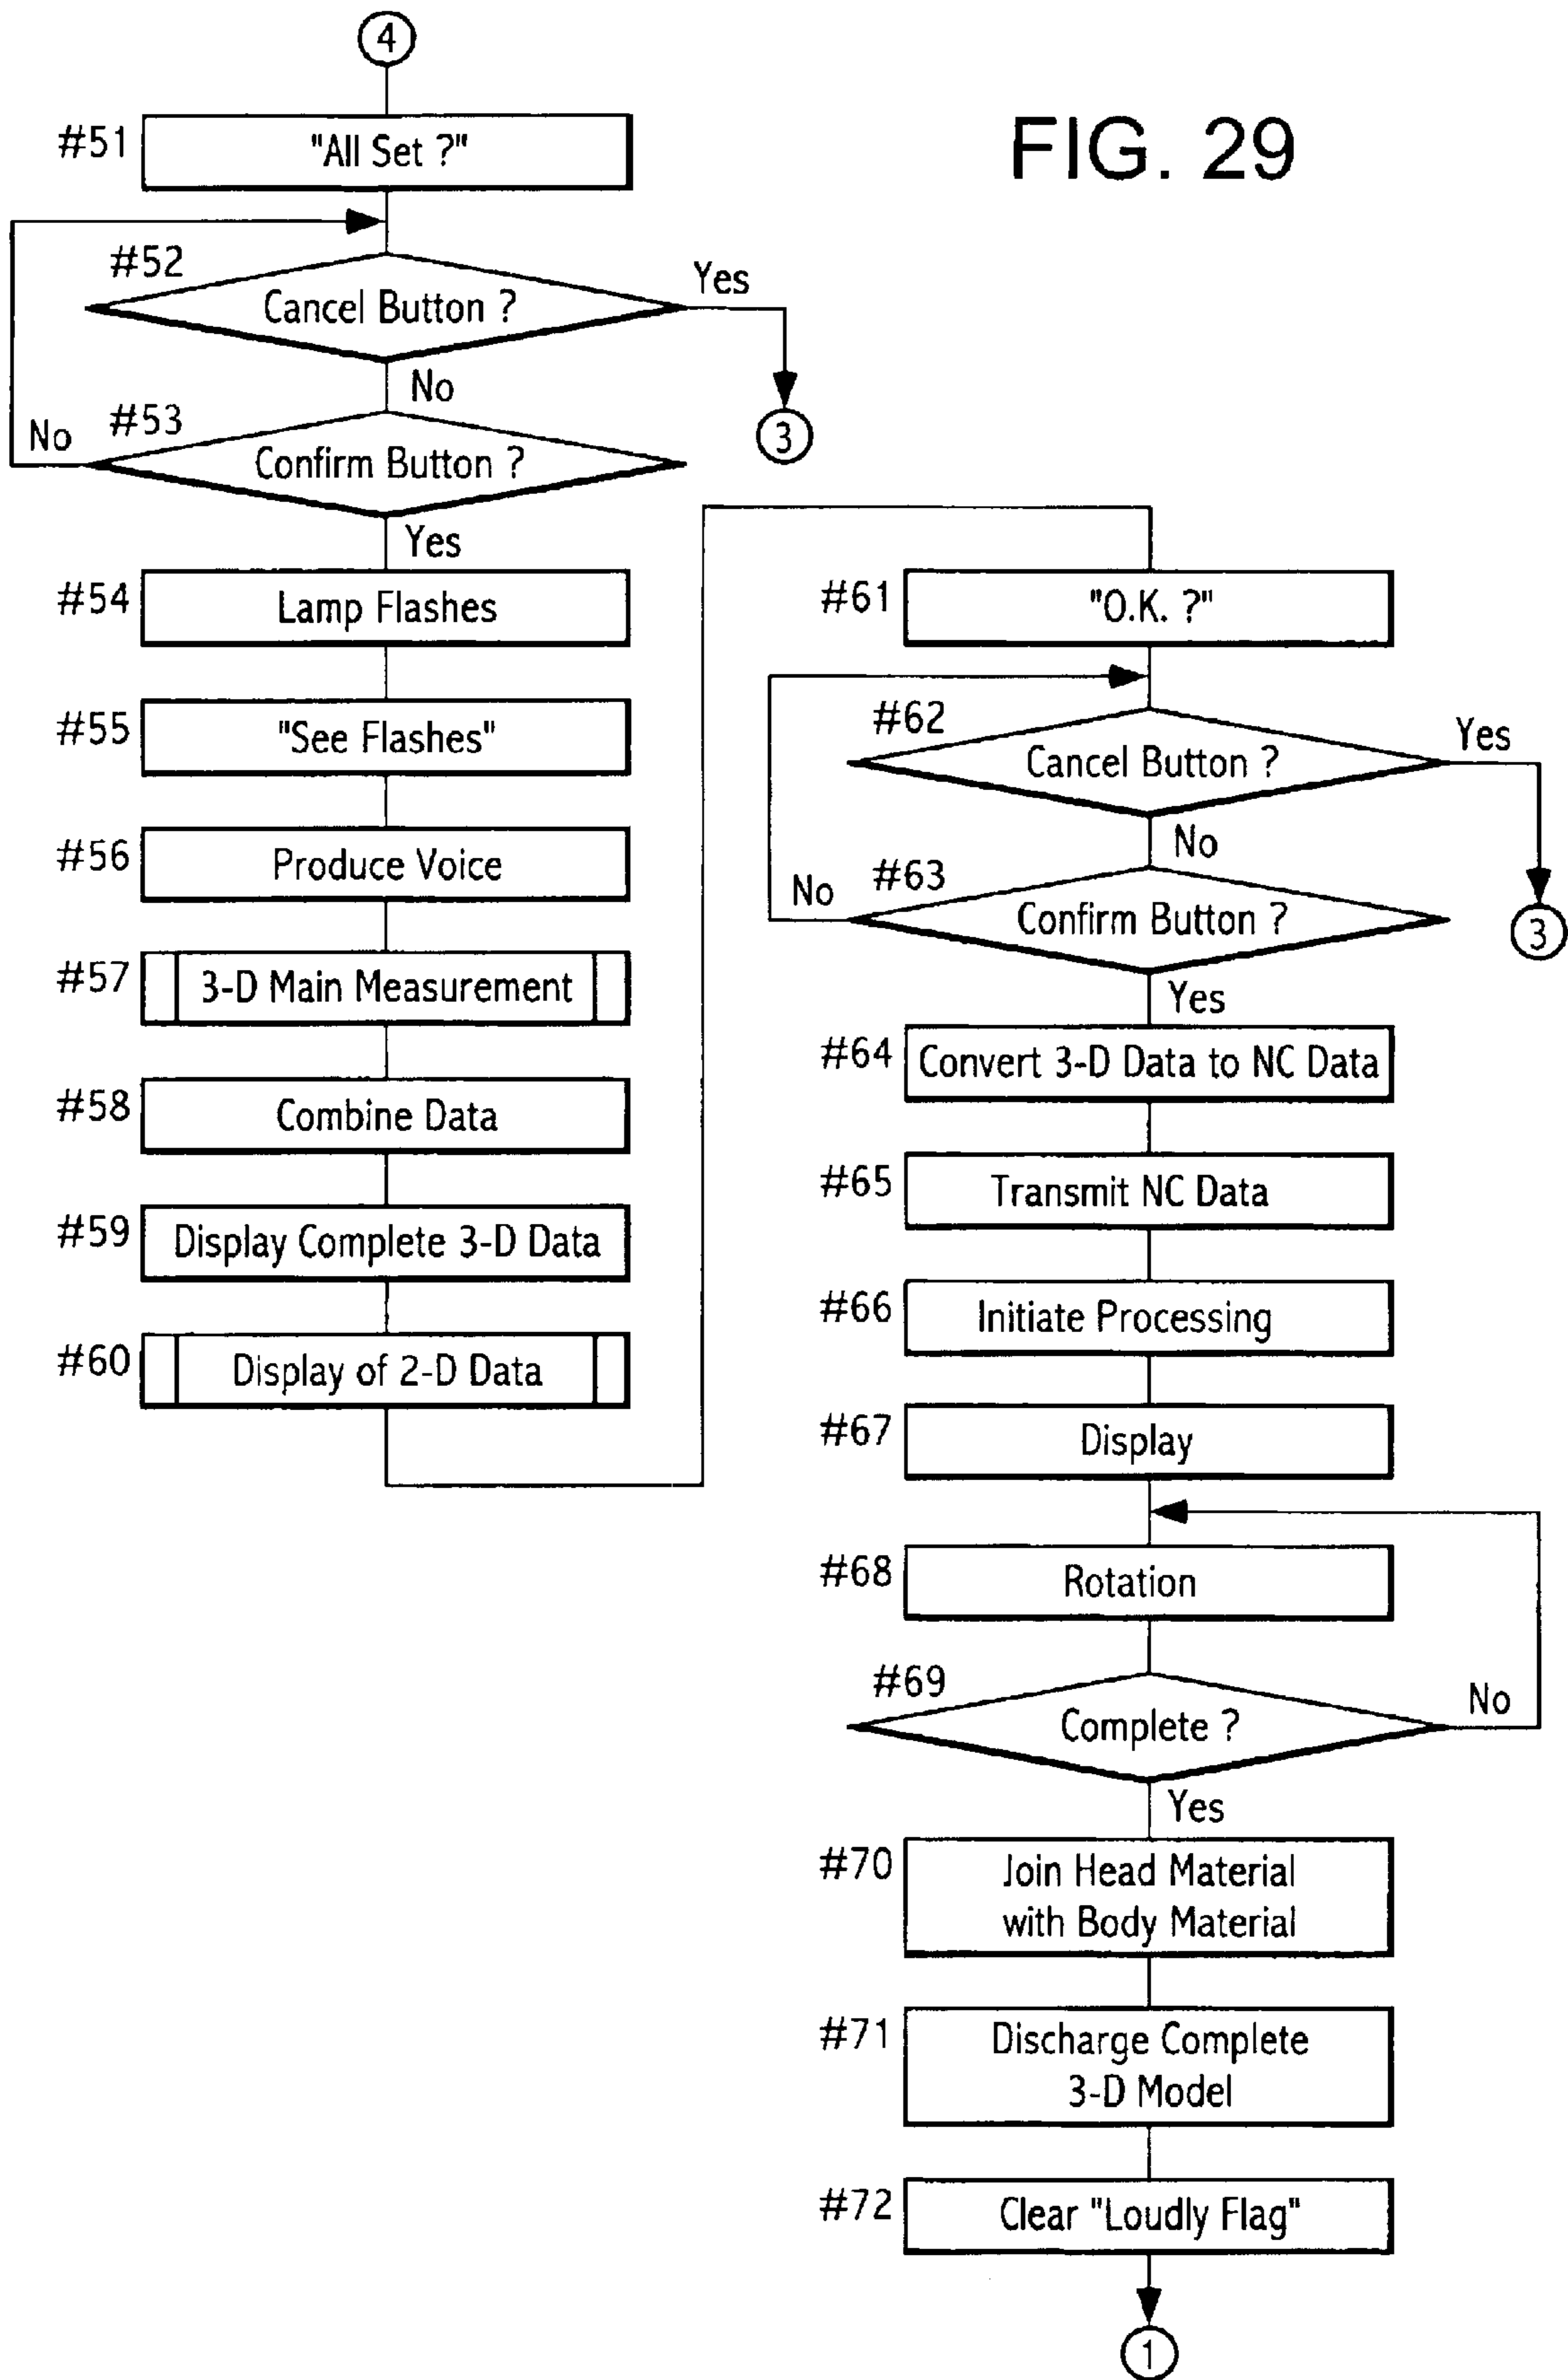 FIG. 29
4
#51 "All Set ?"
#52 Cancel Button ? Yes
3
No
#53 Confirm Button ? No
Yes
#54 Lamp Flashes
#55 "See Flashes"
#56 Produce Voice
#57 3-D Main Measurement
#58 Combine Data
#59 Display Complete 3-D Data
#60 Display of 2-D Data
#61 "O.K. ?"
#62 Cancel Button ? Yes
3
No
#63 Confirm Button ? No
Yes
#64 Convert 3-D Data to NC Data
#65 Transmit NC Data
#66 Initiate Processing
#67 Display
#68 Rotation
#69 Complete ? No
Yes
#70 Join Head Material
with Body Material
#71 Discharge Complete
3-D Model
#72 Clear "Loudly Flag"
1